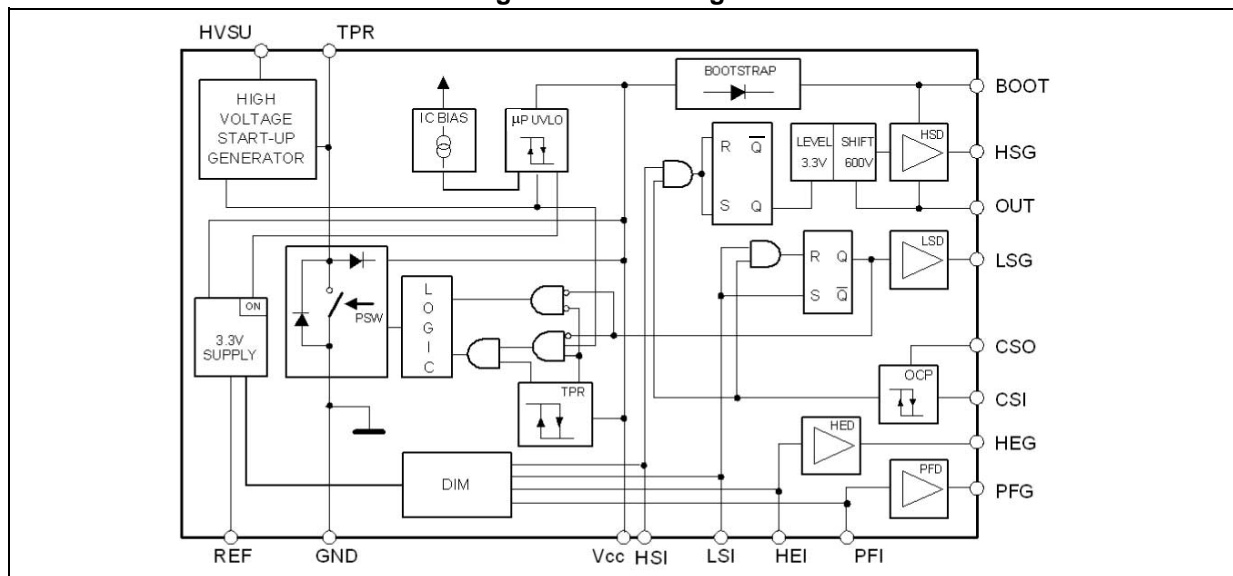 HVSU TPR
HIGH
VOLTAGE
START-UP
GENERATOR
IC BIAS
μP UVLO
BOOTSTRAP
BOOT
R Q
S Q
LEVEL SHIFT
3.3V 600V
HSD
HSG
OUT
R Q
S Q
LSD
LSG
ON
3.3V
SUPPLY
PSW
L
O
G
I
C
TPR
CSO
OCP
CSI
HED
HEG
DIM
PFD
PFG
REF GND Vcc HSI LSI HEI PFI